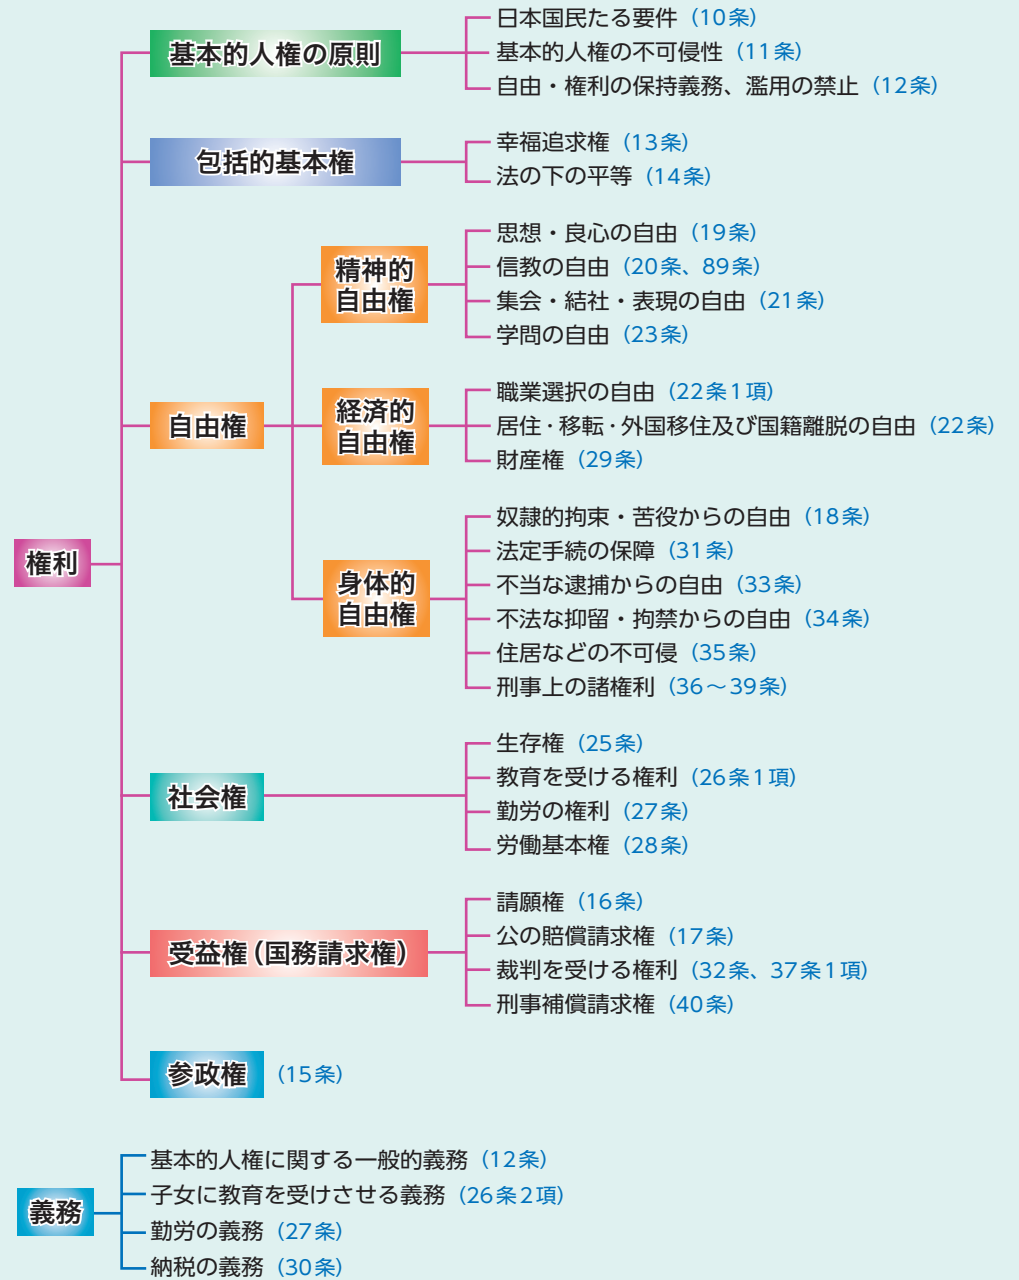 権利
基本的人権の原則
日本国民たる要件（10条）
基本的人権の不可侵性（11条）
自由・権利の保持義務、濫用の禁止（12条）
包括的基本権
幸福追求権（13条）
法の下の平等（14条）
自由権
精神的
自由権
思想・良心の自由（19条）
信教の自由（20条、89条）
集会・結社・表現の自由（21条）
学問の自由（23条）
経済的
自由権
職業選択の自由（22条1項）
居住・移転・外国移住及び国籍離脱の自由（22条）
財産権（29条）
身体的
自由権
奴隷的拘束・苦役からの自由（18条）
法定手続の保障（31条）
不当な逮捕からの自由（33条）
不法な抑留・拘禁からの自由（34条）
住居などの不可侵（35条）
刑事上の諸権利（36～39条）
社会権
生存権（25条）
教育を受ける権利（26条1項）
勤労の権利（27条）
労働基本権（28条）
受益権（国務請求権）
請願権（16条）
公の賠償請求権（17条）
裁判を受ける権利（32条、37条1項）
刑事補償請求権（40条）
参政権（15条）
義務
基本的人権に関する一般的義務（12条）
子女に教育を受けさせる義務（26条2項）
勤労の義務（27条）
納税の義務（30条）